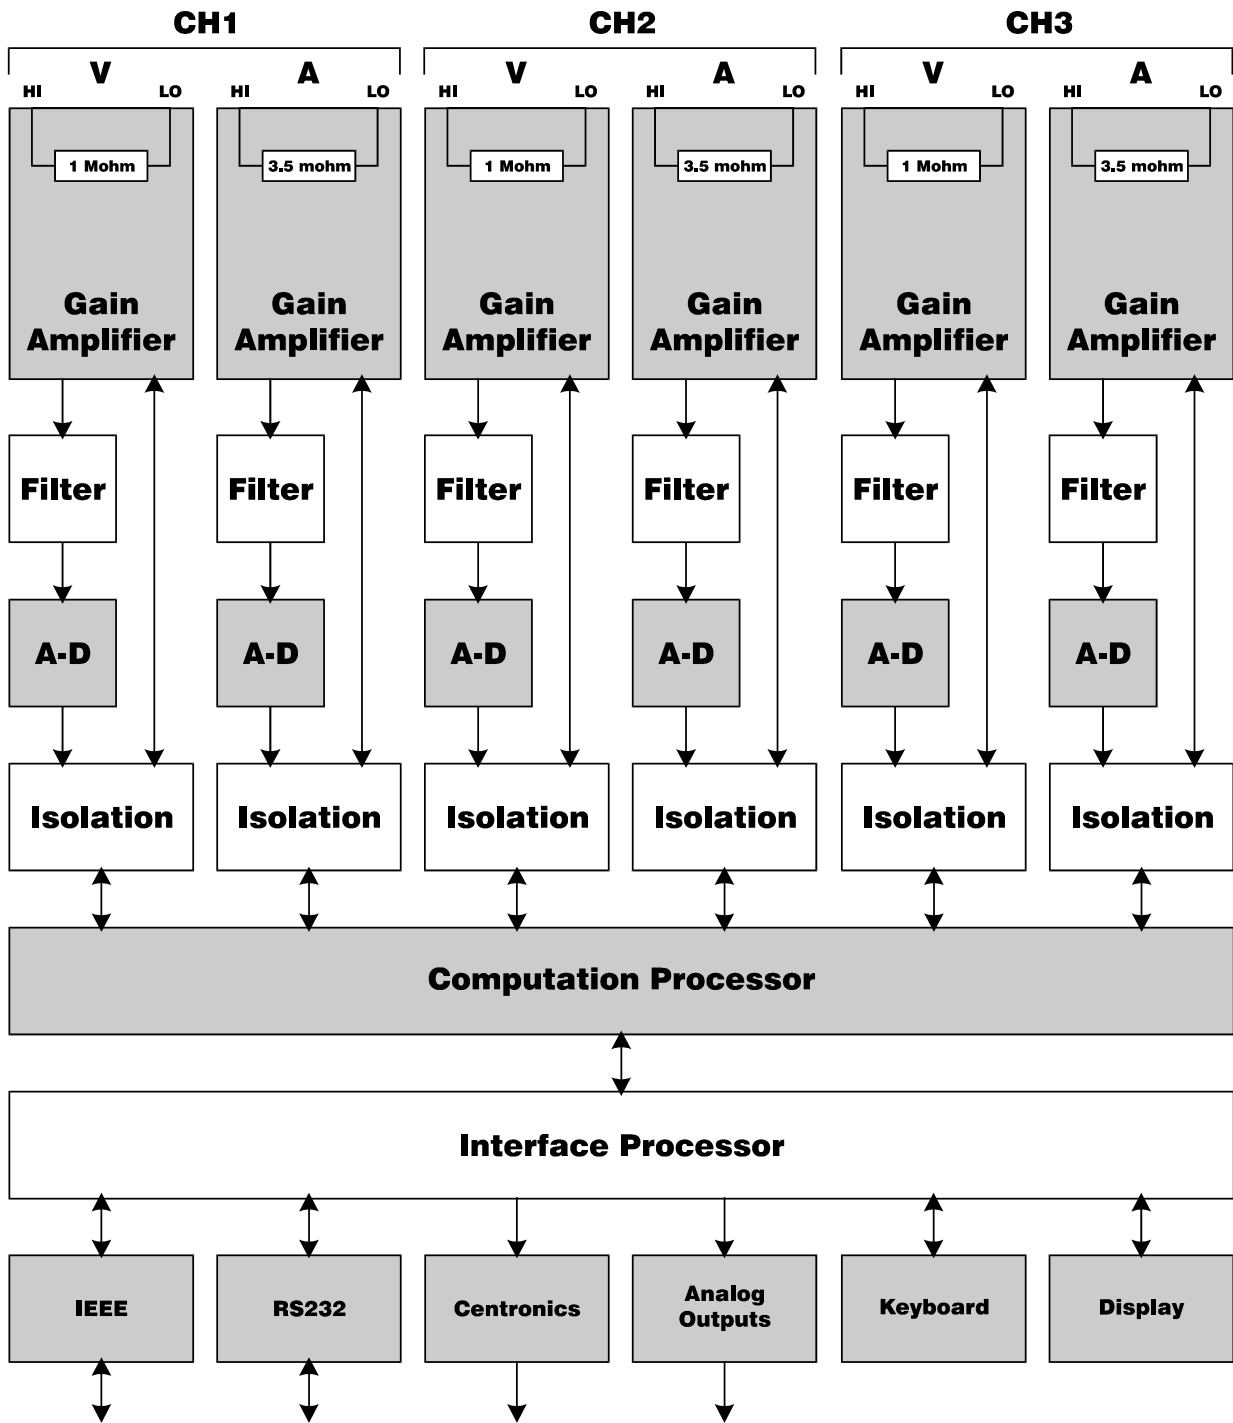 CH1 CH2 CH3
V A V A V A
HI LO HI LO HI LO HI LO HI LO HI LO
1 Mohm 3.5 mohm 1 Mohm 3.5 mohm 1 Mohm 3.5 mohm
Gain Gain Gain Gain Gain Gain
Amplifier Amplifier Amplifier Amplifier Amplifier Amplifier
Filter Filter Filter Filter Filter Filter
A-D A-D A-D A-D A-D A-D
Isolation Isolation Isolation Isolation Isolation Isolation
Computation Processor
Interface Processor
IEEE RS232 Centronics Analog Outputs Keyboard Display